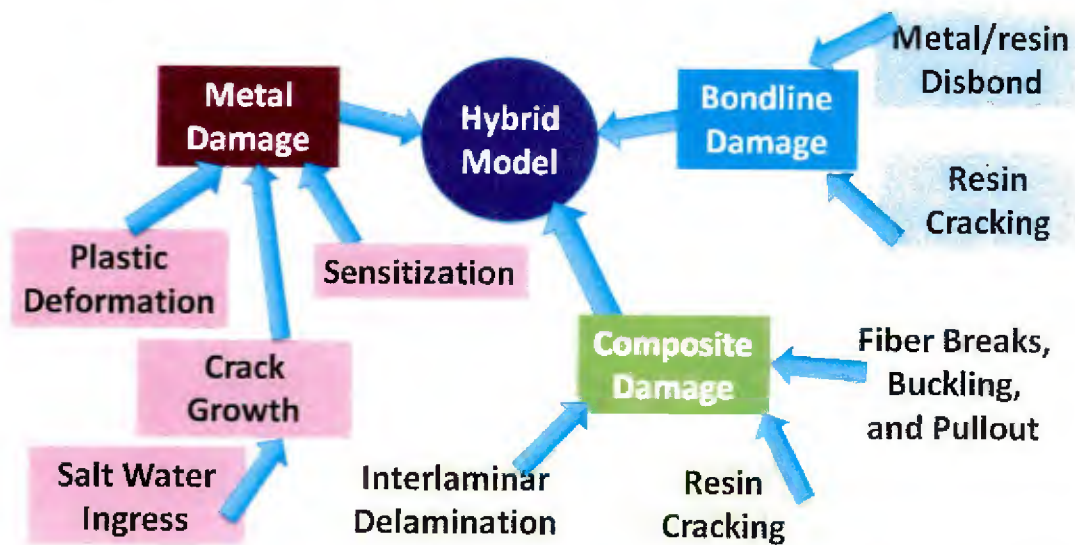 Metal
Damage
Hybrid
Model
Bondline
Damage
Metal/resin
Disbond
Resin
Cracking
Plastic
Deformation
Sensitization
Crack
Growth
Salt Water
Ingress
Composite
Damage
Fiber Breaks,
Buckling,
and Pullout
Interlaminar
Delamination
Resin
Cracking